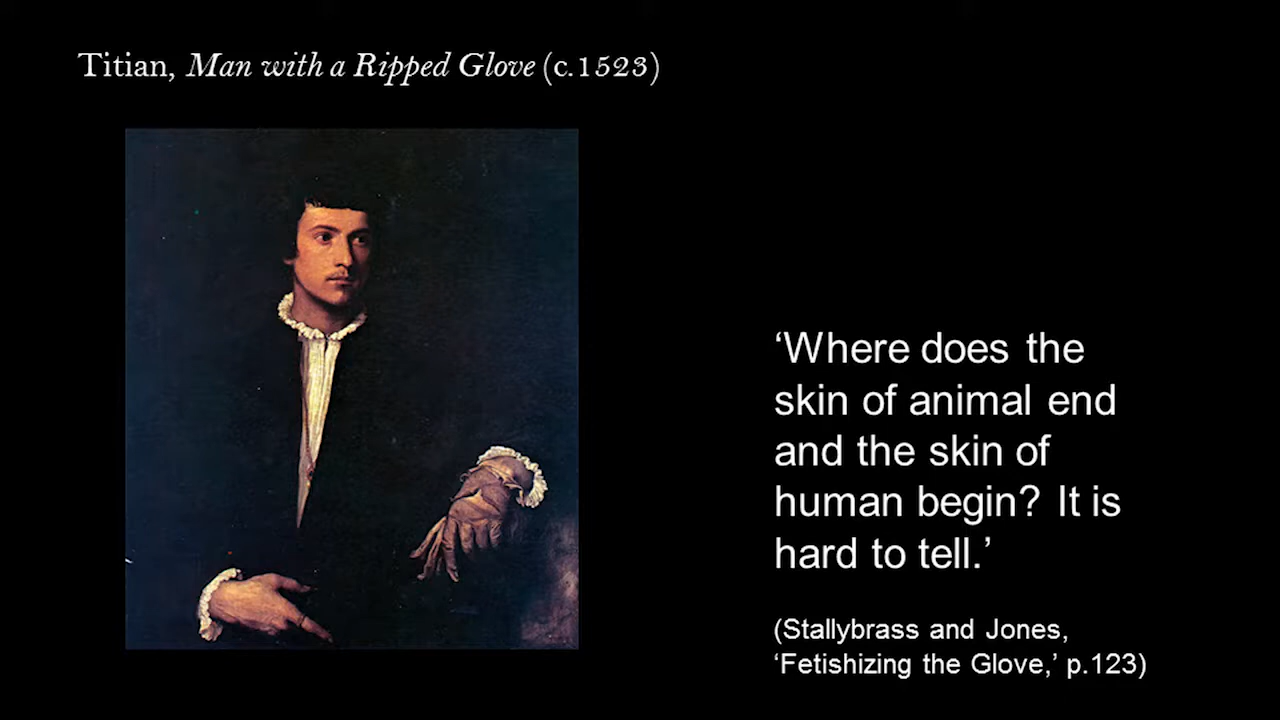 Titian, Man with a Ripped Glove (c.1523)
‘Where does the
skin of animal end
and the skin of
human begin? It is
hard to tell.’
(Stallybrass and Jones,
‘Fetishizing the Glove,’ p.123)